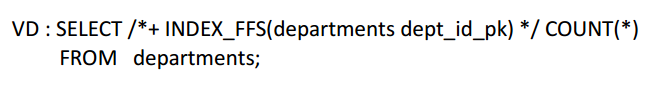 VD : SELECT /*+ INDEX_FFS(departments dept_id_pk) */ COUNT(*)
FROM departments;